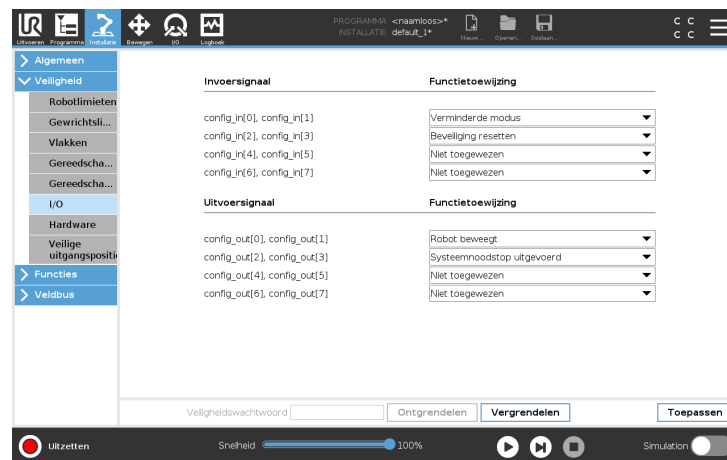 UR
PROGRAMMA <naamloos>*
INSTALLATIE default_1*
Uitvoeren Programma Installatie Bewegen I/O Logboek Nieuw... Openen... Opslaan...
C C
C C
Algemeen
Veiligheid
Robotlimieten
Gewrichtsli...
Vlakken
Gereedscha...
Gereedscha...
I/O
Hardware
Veilige
uitgangspositi
Functies
Veldbus
Invoersignaal Functietoewijzing
config_in[0], config_in[1] Verminderde modus
config_in[2], config_in[3] Beveiliging resetten
config_in[4], config_in[5] Niet toegewezen
config_in[6], config_in[7] Niet toegewezen
Uitvoersignaal Functietoewijzing
config_out[0], config_out[1] Robot beweegt
config_out[2], config_out[3] Systeemnoodstop uitgevoerd
config_out[4], config_out[5] Niet toegewezen
config_out[6], config_out[7] Niet toegewezen
Veiligheidswachtwoord Ontgrendelen Vergrendelen Toepassen
Uitzetten Snelheid 100% Simulation